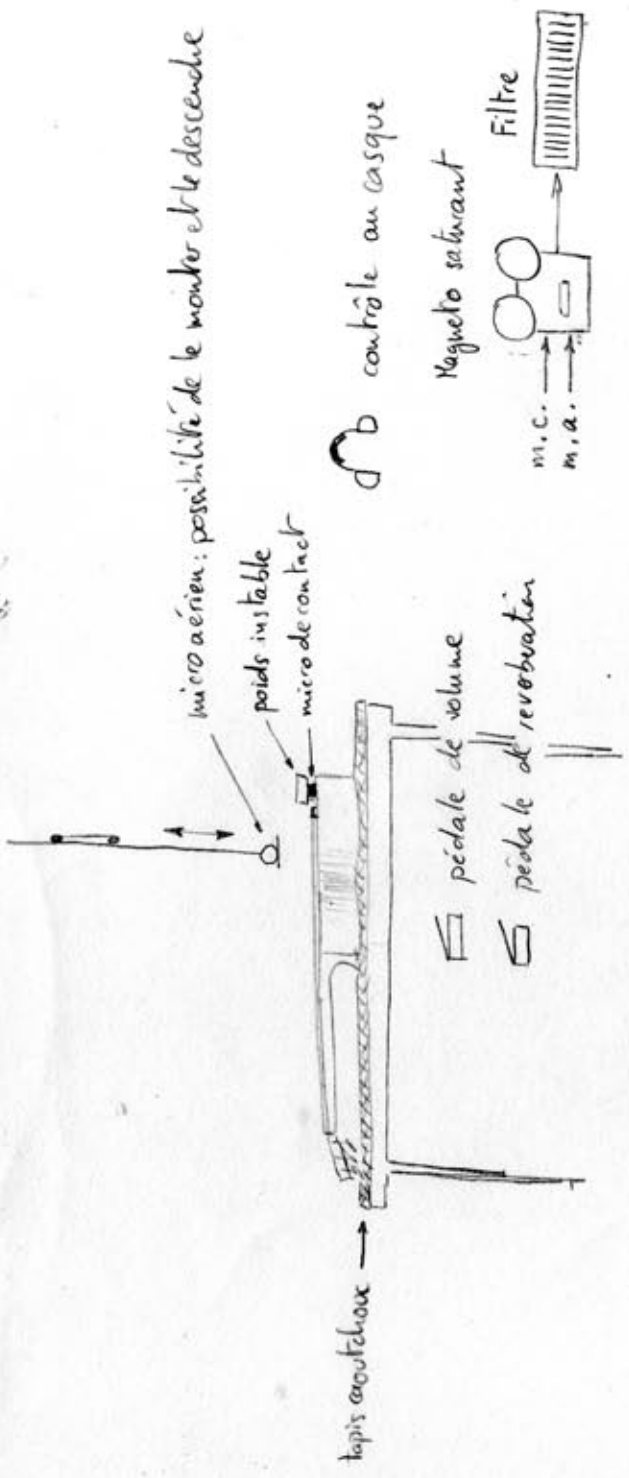 micro aérien : possibilité de le monter et le descendre
poids instable
micro de contact
contrôle au casque
tapis caoutchouc
pédale de volume
pédale de reverbération
Magneto saturant
Filtre
m.c.
m.a.